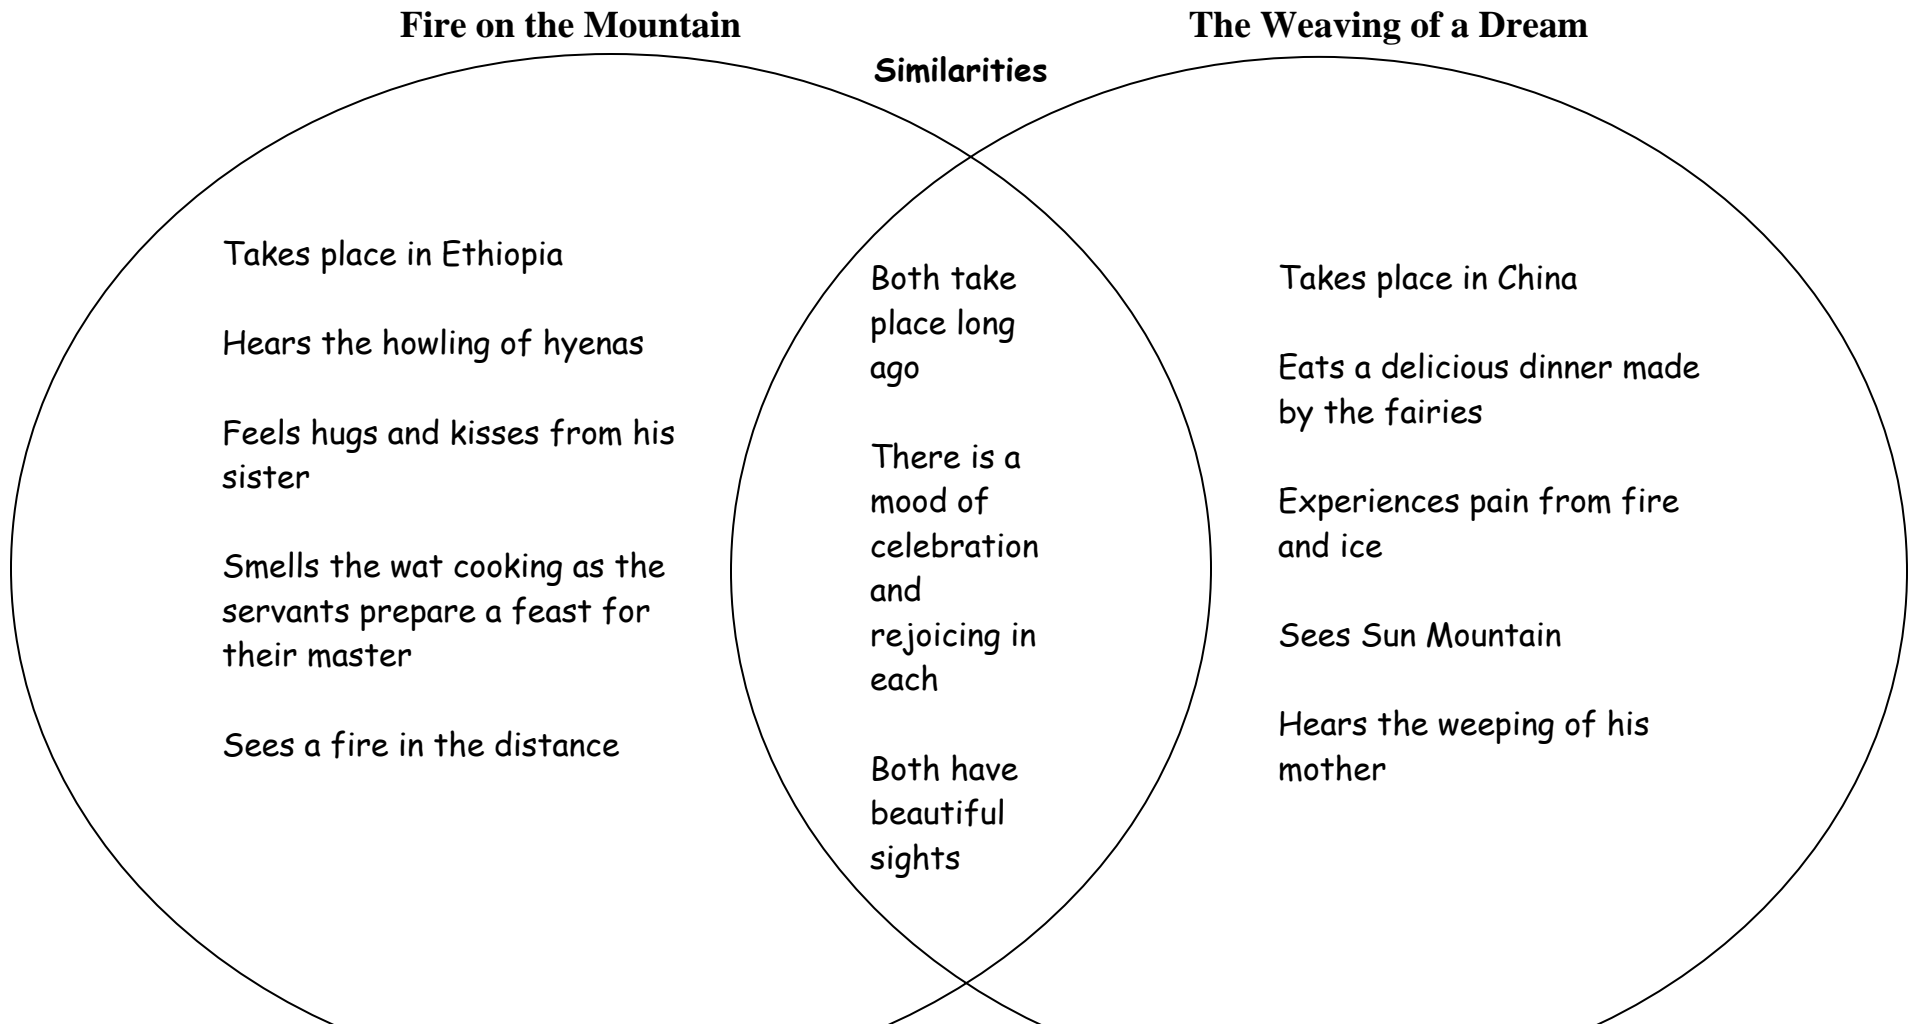 Fire on the Mountain
The Weaving of a Dream
Similarities
Takes place in Ethiopia
Hears the howling of hyenas
Feels hugs and kisses from his
sister
Smells the wat cooking as the
servants prepare a feast for
their master
Sees a fire in the distance
Both take
place long
ago
There is a
mood of
celebration
and
rejoicing in
each
Both have
beautiful
sights
Takes place in China
Eats a delicious dinner made
by the fairies
Experiences pain from fire
and ice
Sees Sun Mountain
Hears the weeping of his
mother